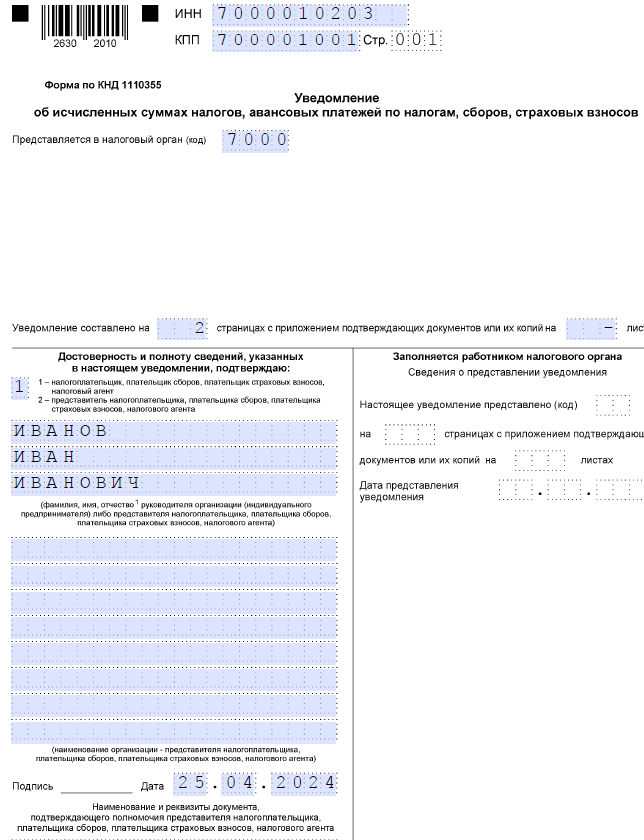 ИНН 7000010203
2630 2010
КПП 700001001 Стр. 001
Форма по КНД 1110355
Уведомление
об исчисленных суммах налогов, авансовых платежей по налогам, сборов, страховых взносов
Представляется в налоговый орган (код) 7000
Уведомление составлено на 2 страницах с приложением подтверждающих документов или их копий на – лис
Достоверность и полноту сведений, указанных
в настоящем уведомлении, подтверждаю:
1
1 – налогоплательщик, плательщик сборов, плательщик страховых взносов,
налоговый агент
2 – представитель налогоплательщика, плательщика сборов, плательщика
страховых взносов, налогового агента
ИВАНОВ
ИВАН
ИВАНОВИЧ
(фамилия, имя, отчество 1 руководителя организации (индивидуального
предпринимателя) либо представителя налогоплательщика, плательщика сборов,
плательщика страховых взносов, налогового агента)
(наименование организации - представителя налогоплательщика,
плательщика сборов, плательщика страховых взносов, налогового агента)
Подпись Дата 25.04.2024
Наименование и реквизиты документа,
подтверждающего полномочия представителя налогоплательщика,
плательщика сборов, плательщика страховых взносов, налогового агента
Заполняется работником налогового органа
Сведения о представлении уведомления
Настоящее уведомление представлено (код)
на страницах с приложением подтверждаю
документов или их копий на листах
Дата представления
уведомления . .